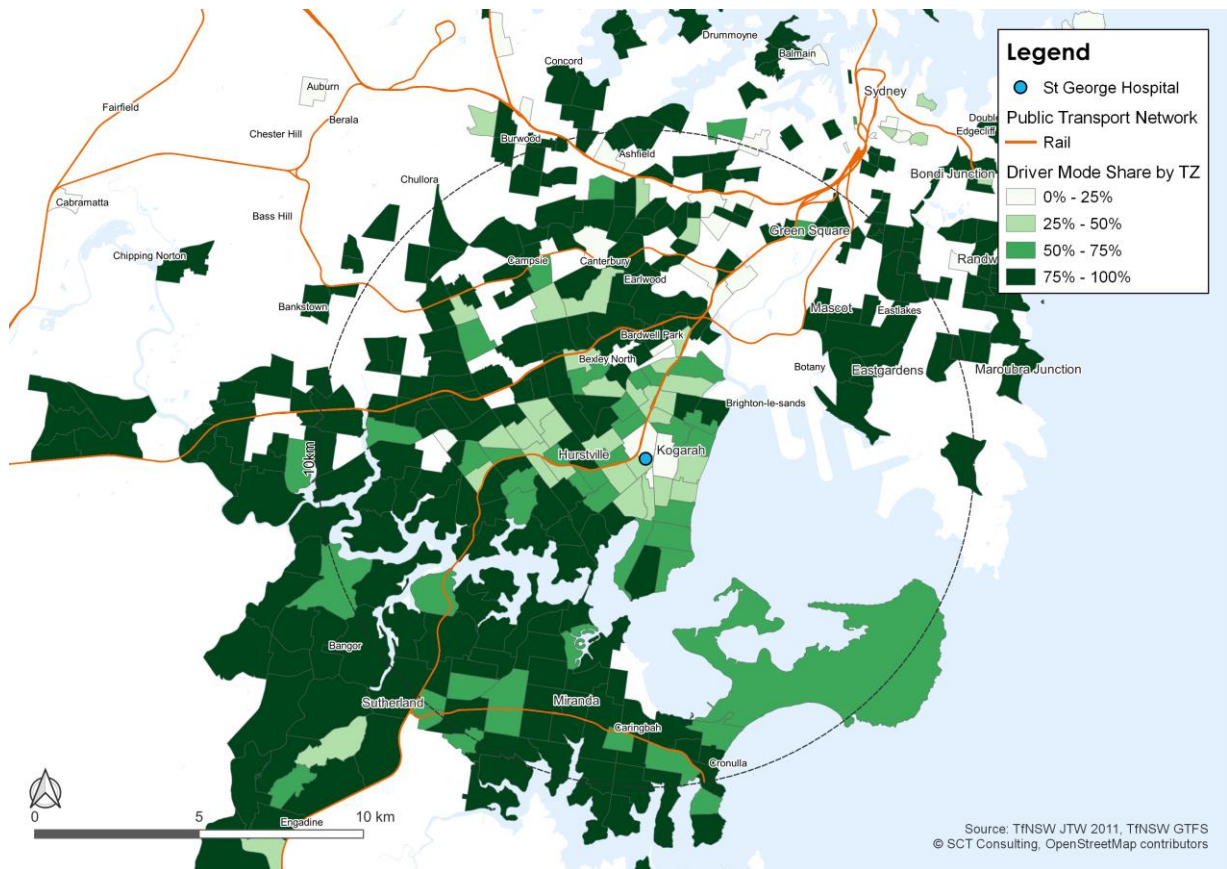 Drummoyne
Balmain
Concord
Legend
St George Hospital
Public Transport Network
Rail
Driver Mode Share by TZ
0% - 25%
25% - 50%
50% - 75%
75% - 100%
Auburn
Sydney
Fairfield
Berala
Double
Chester Hill
Edgecliff
Burwood
Ashfield
Bondi Junction
Chullora
Cabramatta
Bass Hill
Green Square
Chipping Norton
Campsie
Canterbury
Randw
Earlwood
Bankstown
Mascot
Eastlakes
Bardwell Park
Bexley North
Botany
Eastgardens
Maroubra Junction
Brighton-le-sands
10km
Hurstville
Kogarah
Bangor
Sutherland
Miranda
Caringbah
Cronulla
0
5
10 km
Engadine
Source: TfNSW JTW 2011, TfNSW GTFS
© SCT Consulting, OpenStreetMap contributors